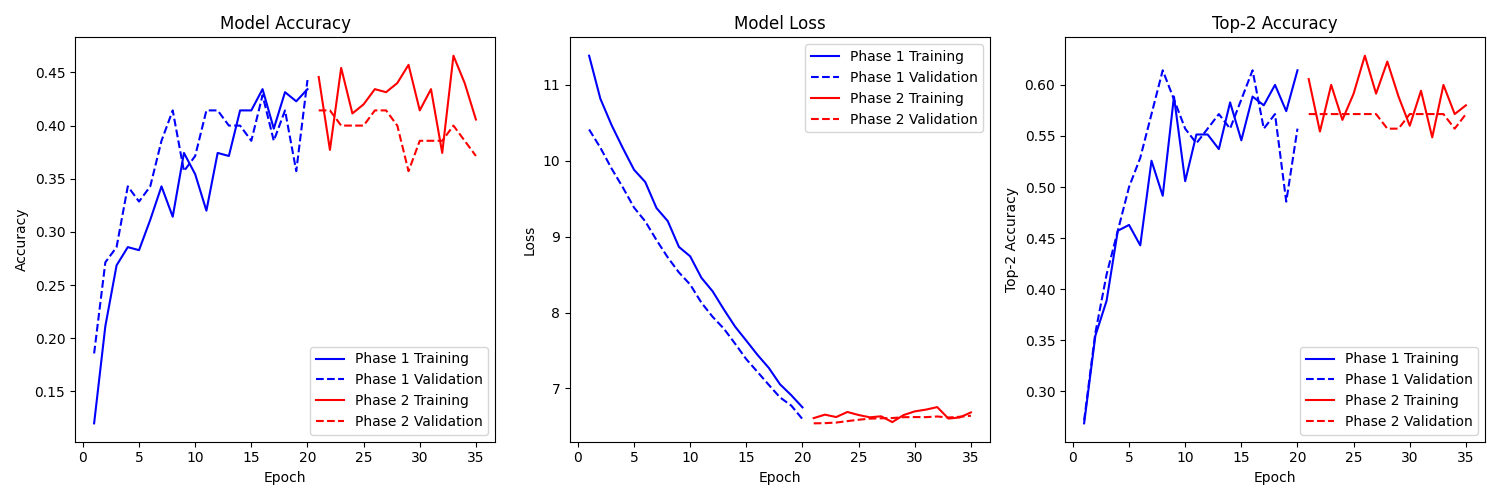 Model Accuracy
Accuracy
0.45
0.40
0.35
0.30
0.25
0.20
0.15
Phase 1 Training
Phase 1 Validation
Phase 2 Training
Phase 2 Validation
0 5 10 15 20 25 30 35
Epoch
Model Loss
Loss
11
10
9
8
7
Phase 1 Training
Phase 1 Validation
Phase 2 Training
Phase 2 Validation
0 5 10 15 20 25 30 35
Epoch
Top-2 Accuracy
Top-2 Accuracy
0.60
0.55
0.50
0.45
0.40
0.35
0.30
Phase 1 Training
Phase 1 Validation
Phase 2 Training
Phase 2 Validation
0 5 10 15 20 25 30 35
Epoch